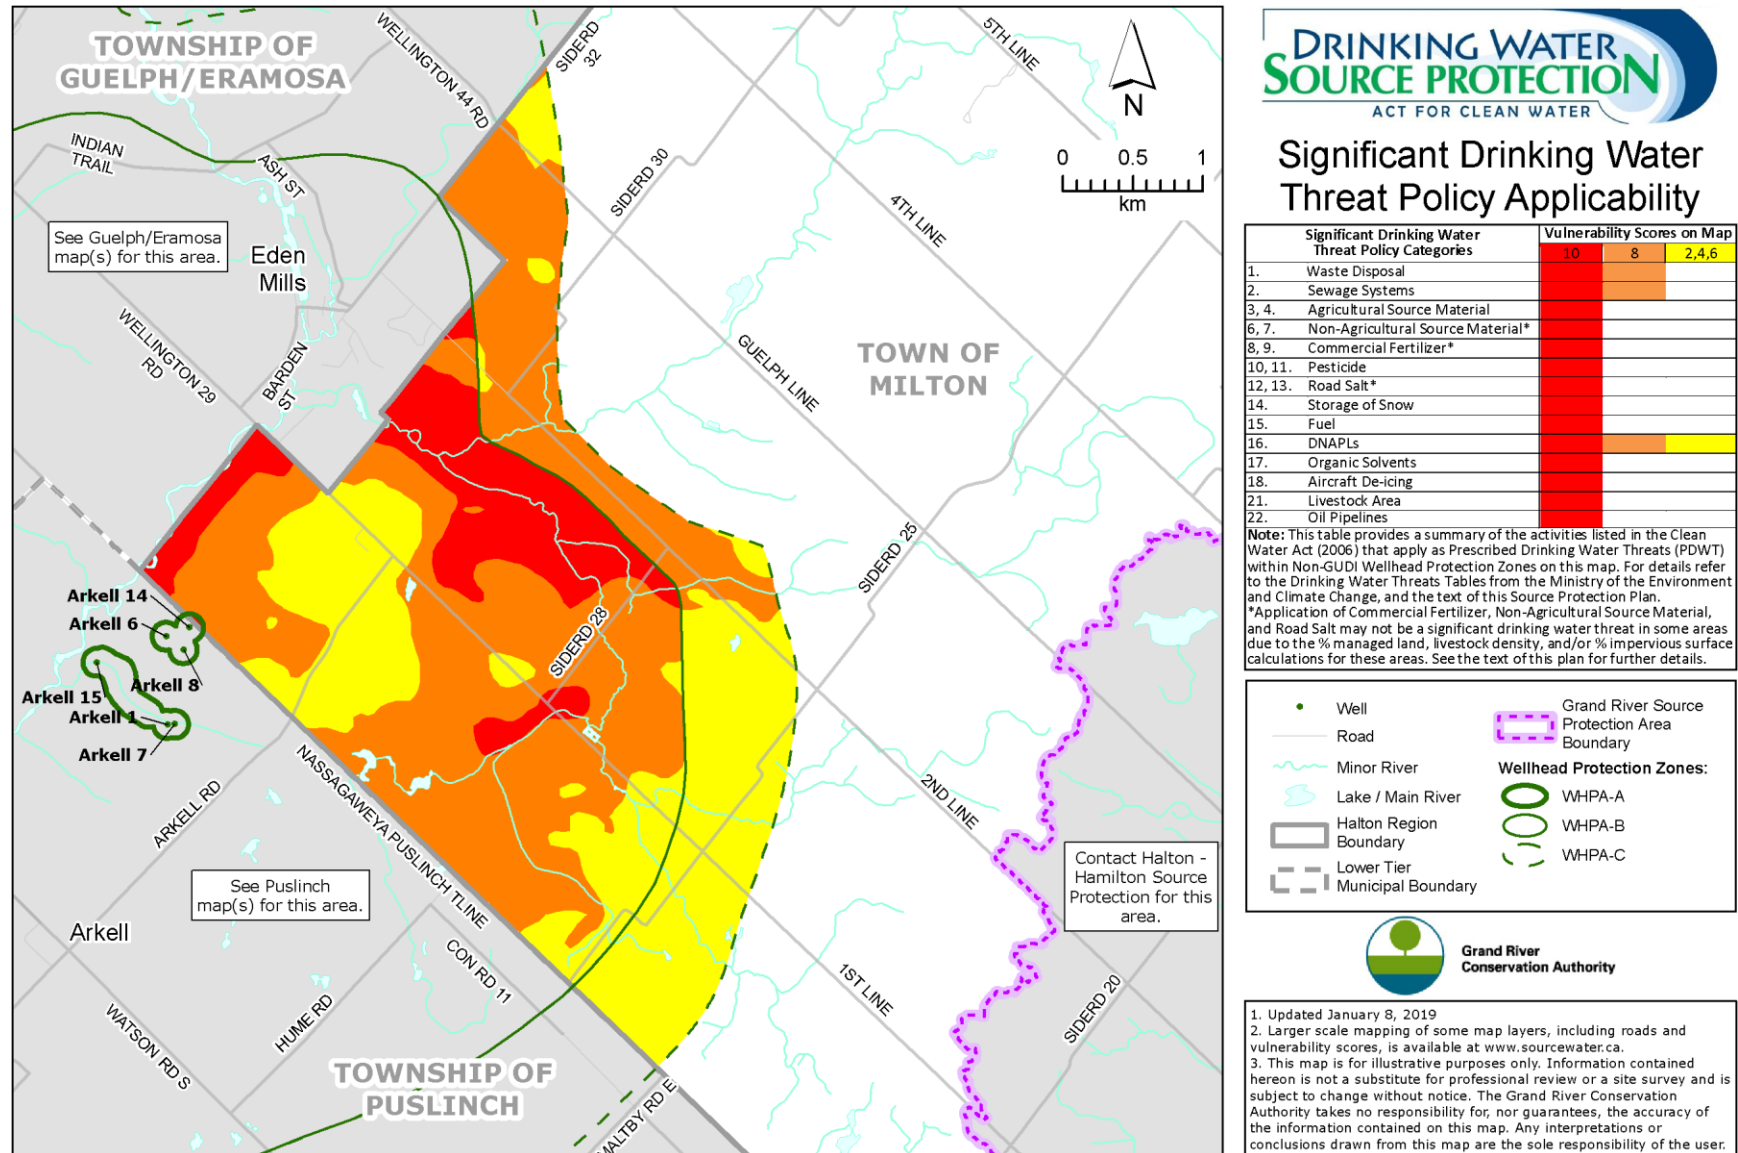 TOWNSHIP OF
GUELPH/ERAMOSA
WELLINGTON 44 RD
SIDERD
32
5TH LINE
N
0 0.5 1
km
INDIAN
TRAIL
ASH ST
SIDERD 30
4TH LINE
See Guelph/Eramosa
map(s) for this area.
Eden
Mills
WELLINGTON 29
RD
BARDEN
ST
GUELPH LINE
TOWN OF
MILTON
SIDERD 25
Arkell 14
Arkell 6
Arkell 8
Arkell 15
Arkell 1
Arkell 7
SIDERD 28
ARKELL RD
NASSAGAWEYA PUSLINCH TLINE
2ND LINE
See Puslinch
map(s) for this area.
Contact Halton -
Hamilton Source
Protection for this
area.
Arkell
CON RD 11
1ST LINE
HUME RD
WATSON RD S
SIDERD 20
TOWNSHIP OF
PUSLINCH
MALTBY RD E
DRINKING WATER
SOURCE PROTECTION
ACT FOR CLEAN WATER
Significant Drinking Water
Threat Policy Applicability
Significant Drinking Water
Threat Policy Categories
Vulnerability Scores on Map
10 8 2,4,6
1. Waste Disposal
2. Sewage Systems
3, 4. Agricultural Source Material
6, 7. Non-Agricultural Source Material*
8, 9. Commercial Fertilizer*
10, 11. Pesticide
12, 13. Road Salt*
14. Storage of Snow
15. Fuel
16. DNAPLs
17. Organic Solvents
18. Aircraft De-icing
21. Livestock Area
22. Oil Pipelines
Note: This table provides a summary of the activities listed in the Clean
Water Act (2006) that apply as Prescribed Drinking Water Threats (PDWT)
within Non-GUDI Wellhead Protection Zones on this map. For details refer
to the Drinking Water Threats Tables from the Ministry of the Environment
and Climate Change, and the text of this Source Protection Plan.
*Application of Commercial Fertilizer, Non-Agricultural Source Material,
and Road Salt may not be a significant drinking water threat in some areas
due to the % managed land, livestock density, and/or % impervious surface
calculations for these areas. See the text of this plan for further details.
Well
Road
Minor River
Lake / Main River
Halton Region
Boundary
Lower Tier
Municipal Boundary
Grand River Source
Protection Area
Boundary
Wellhead Protection Zones:
WHPA-A
WHPA-B
WHPA-C
Grand River
Conservation Authority
1. Updated January 8, 2019
2. Larger scale mapping of some map layers, including roads and
vulnerability scores, is available at www.sourcewater.ca.
3. This map is for illustrative purposes only. Information contained
hereon is not a substitute for professional review or a site survey and is
subject to change without notice. The Grand River Conservation
Authority takes no responsibility for, nor guarantees, the accuracy of
the information contained on this map. Any interpretations or
conclusions drawn from this map are the sole responsibility of the user.